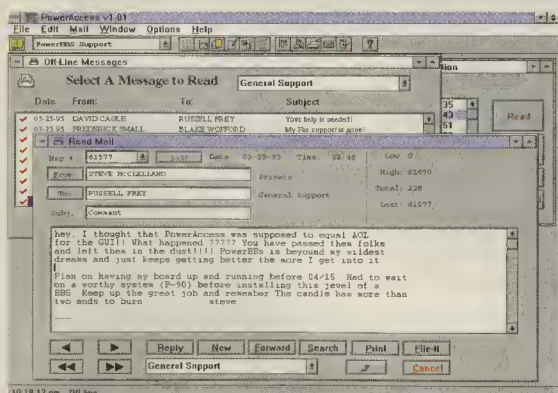 PowerAccess v1.01
File Edit Mail Window Options Help
PowerBBS Support
Off-Line Messages
Select A Message to Read
General Support
Date From: To: Subject
03-25-95 DAVID CAGLE RUSSELL FREY Your help is needed!
03-25-95 FREDERICK SMALL BLAKE WOFFORD My Fax support is gone!
35
43
51
Read
Read Mail
Msg # 61577 Date 03-25-95 Time: Low
From: STEVE MCCLELLAND Private High: 61670
To: RUSSELL FREY General Support Total: 228
Subj. Comment Last: 61577
hey, I thought that PowerAccess was supposed to equal AOL
for the GUI!! What happened ????? You have passed them folks
and left them in the dust!!!! PowerBBs is beyound my wildest
dreams and just keeps getting better the more I get into it
Plan on having my board up and running before 04/15 Had to wait
on a worthy system (P-90) before installing this jevel of a
BBS Keep up the great job and remember The candle has more than
two ends to burn steve
Reply New Forward Search Print File-It
General Support
Cancel